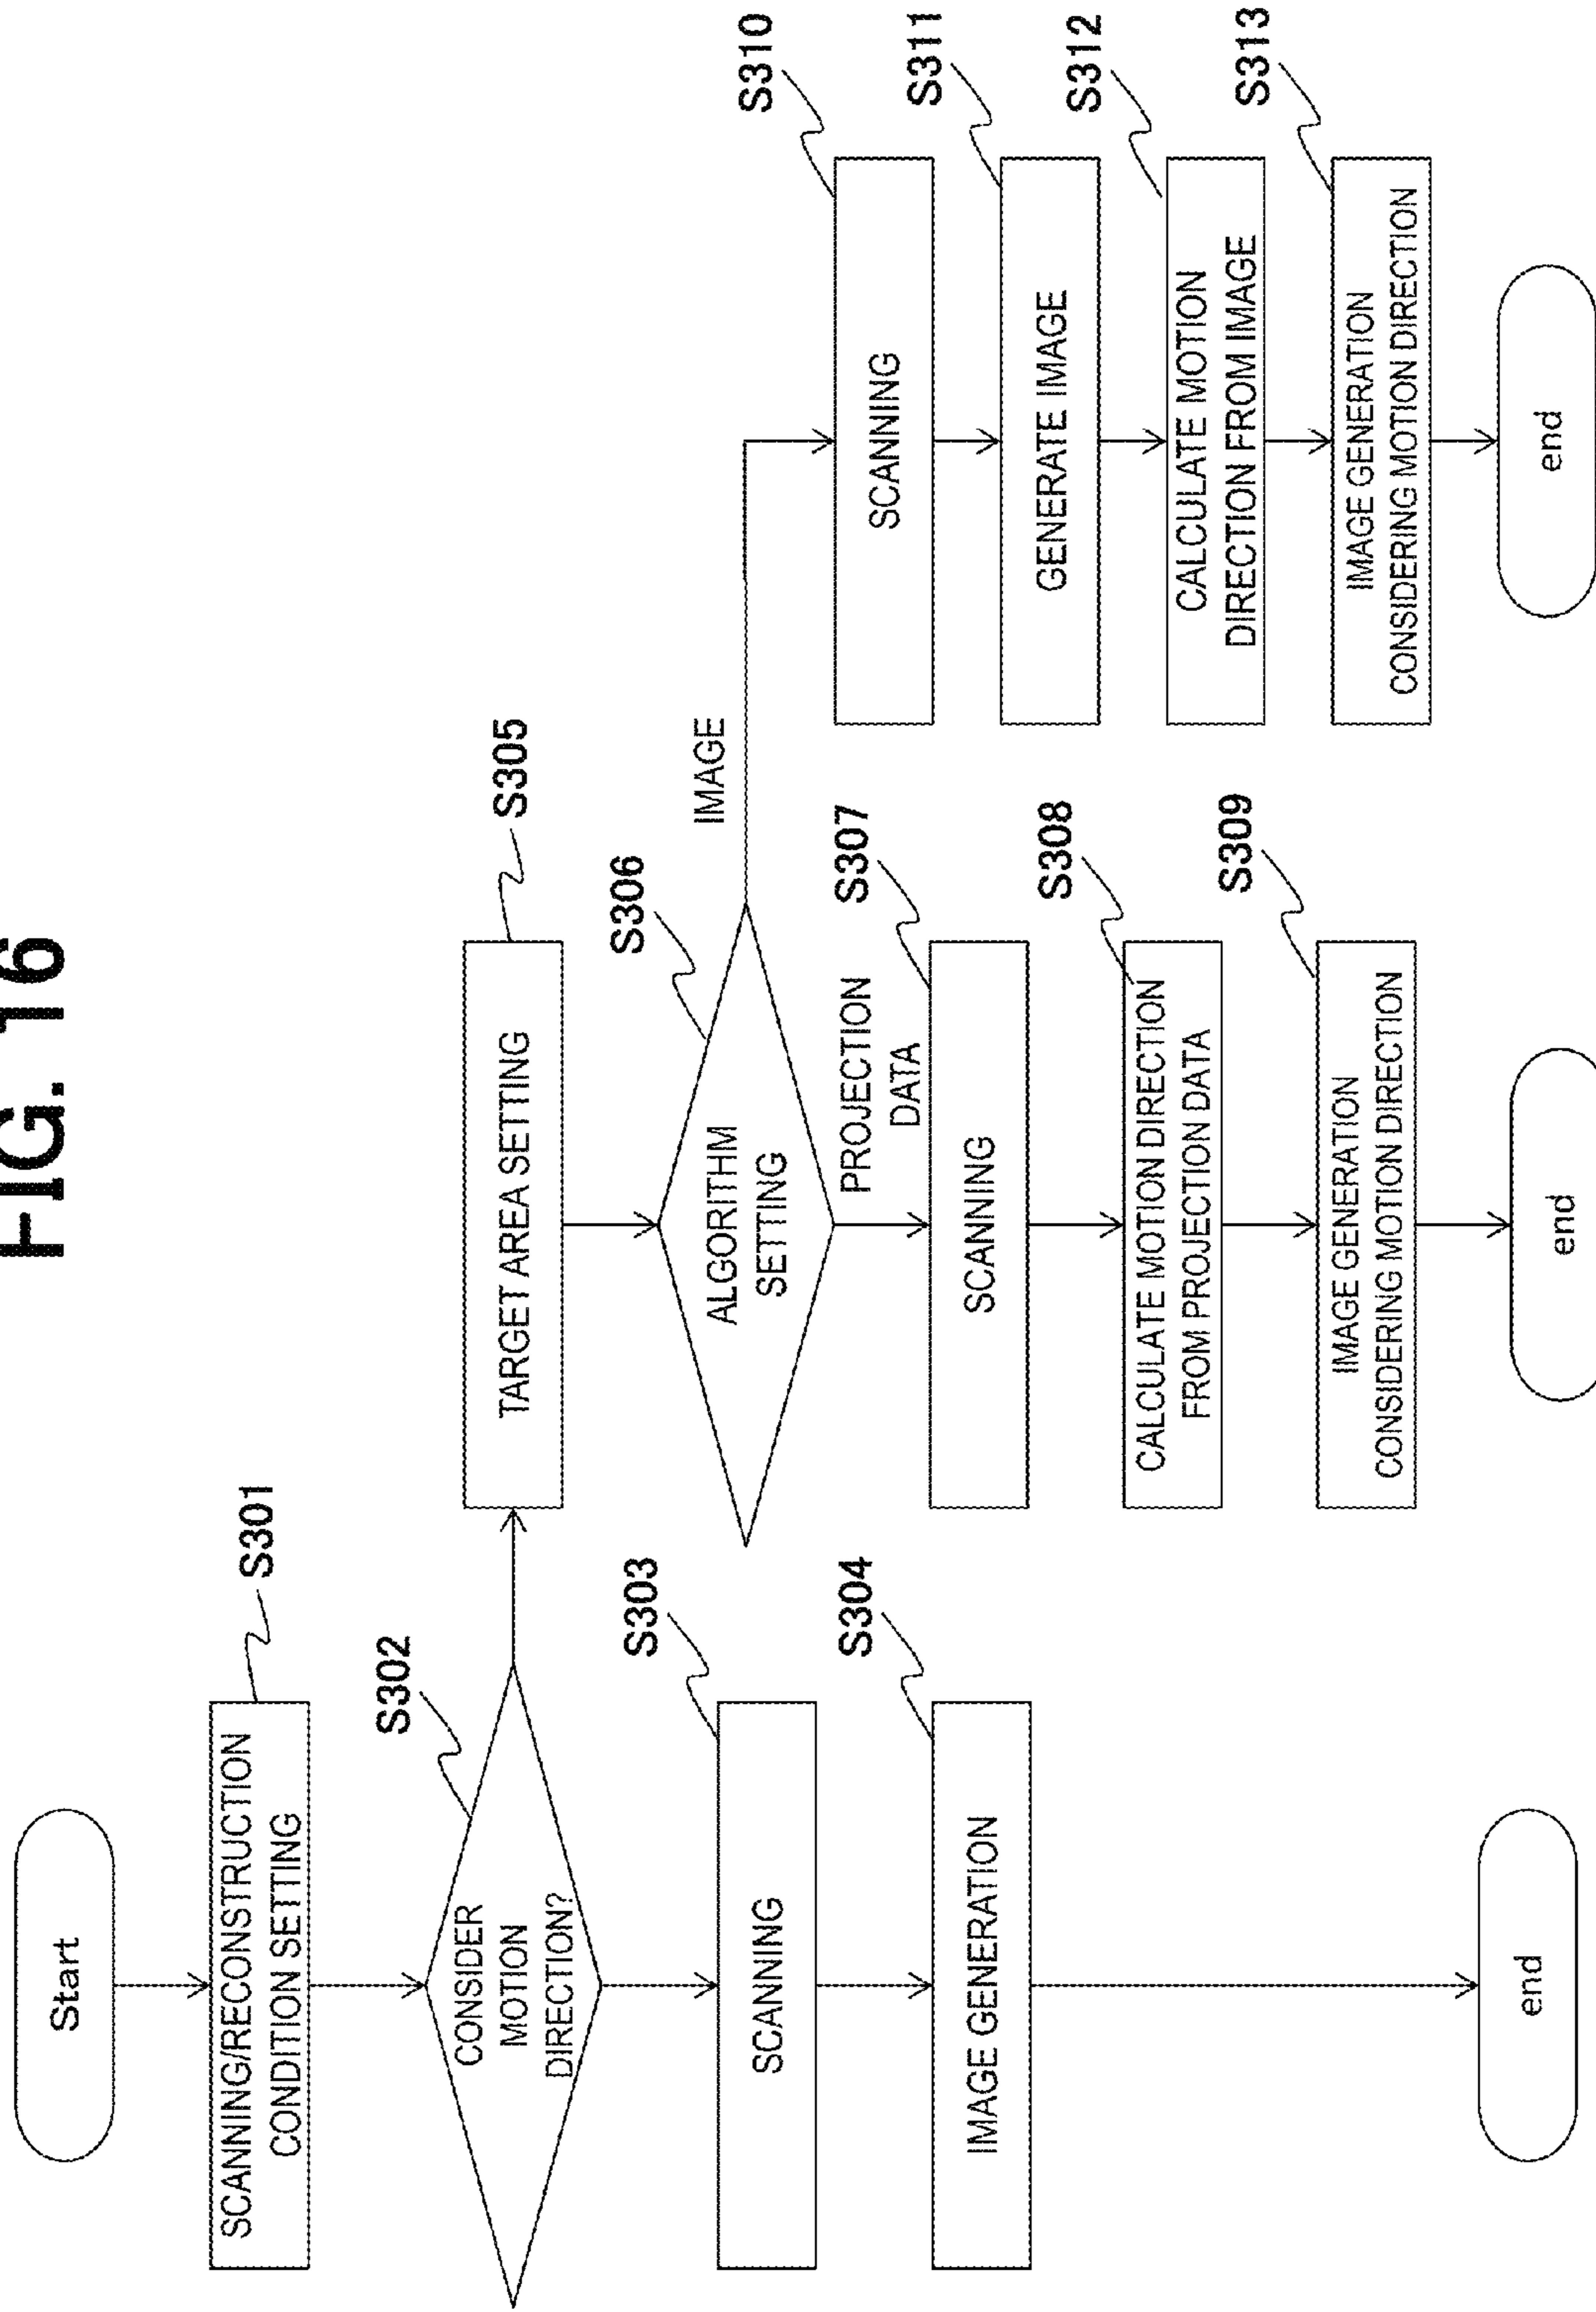 FIG. 16
Start
SCANNING/RECONSTRUCTION
CONDITION SETTING
S301
CONSIDER
MOTION
DIRECTION?
S302
SCANNING
S303
IMAGE GENERATION
S304
end
TARGET AREA SETTING
S305
ALGORITHM
SETTING
S306
PROJECTION
DATA
IMAGE
SCANNING
S307
CALCULATE MOTION DIRECTION
FROM PROJECTION DATA
S308
IMAGE GENERATION
CONSIDERING MOTION DIRECTION
S309
end
SCANNING
S310
GENERATE IMAGE
S311
CALCULATE MOTION
DIRECTION FROM IMAGE
S312
IMAGE GENERATION
CONSIDERING MOTION DIRECTION
S313
end